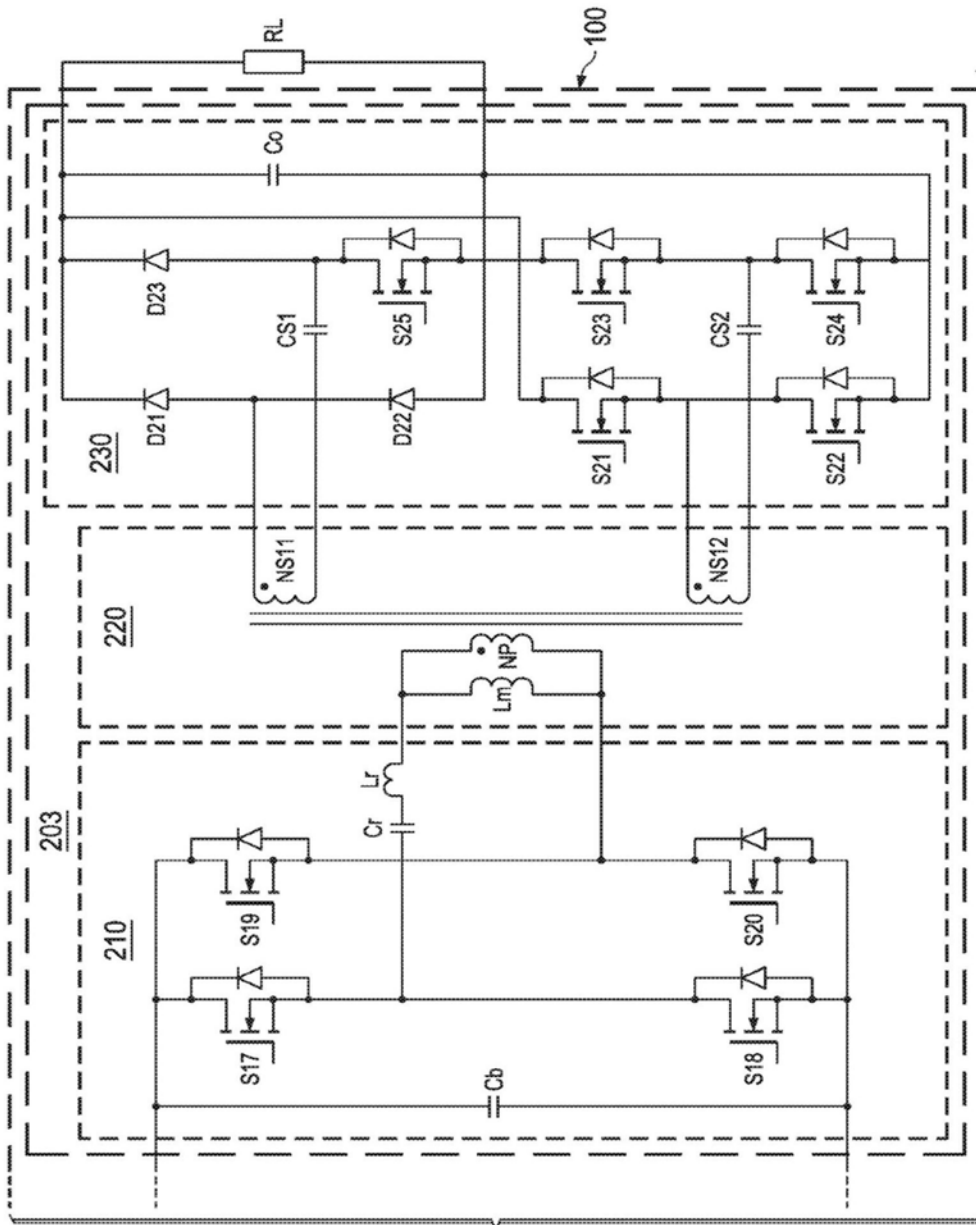 100
RL
Co
D23
CS1
S25
S23
CS2
S24
D21
D22
S21
S22
230
NS11
NS12
220
NP
Lm
Lr
Cr
203
210
S19
S20
S17
S18
Cb